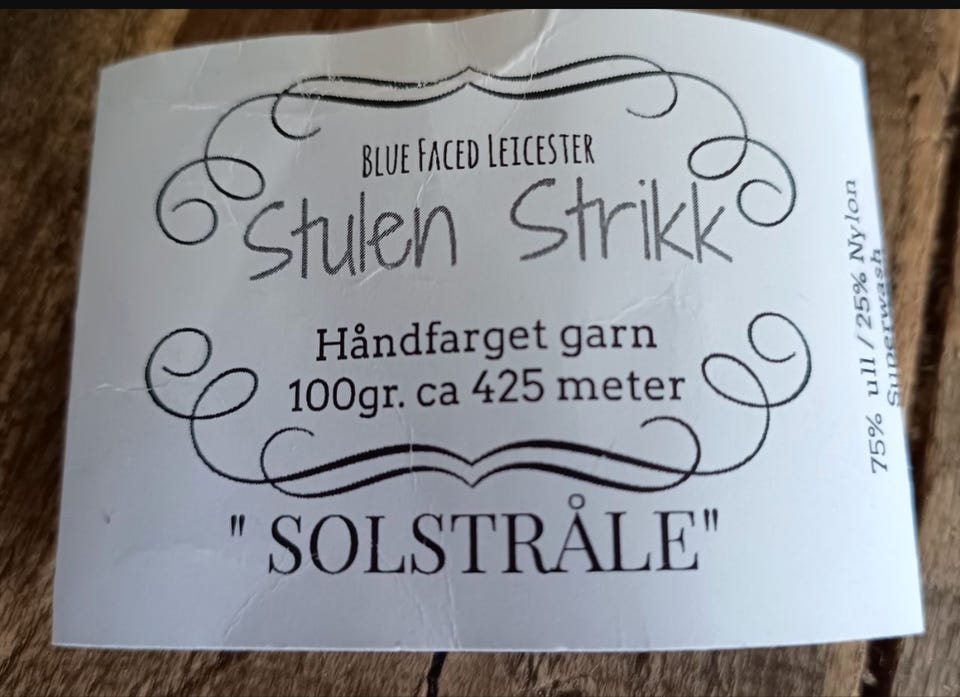 BLUE FACED LEICESTER
Stulen Strikk
Håndfarget garn
100gr. ca 425 meter
" SOLSTRÅLE"
75% ull / 25% Nylon
Superwash